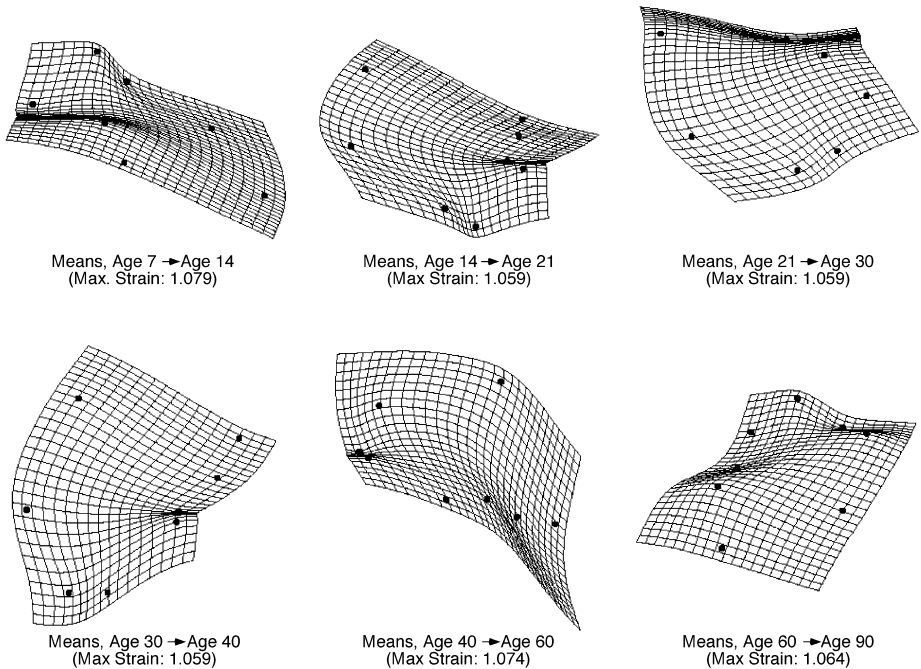 Means, Age 7 → Age 14
(Max. Strain: 1.079)
Means, Age 14 → Age 21
(Max Strain: 1.059)
Means, Age 21 → Age 30
(Max Strain: 1.059)
Means, Age 30 → Age 40
(Max Strain: 1.059)
Means, Age 40 → Age 60
(Max Strain: 1.074)
Means, Age 60 → Age 90
(Max Strain: 1.064)